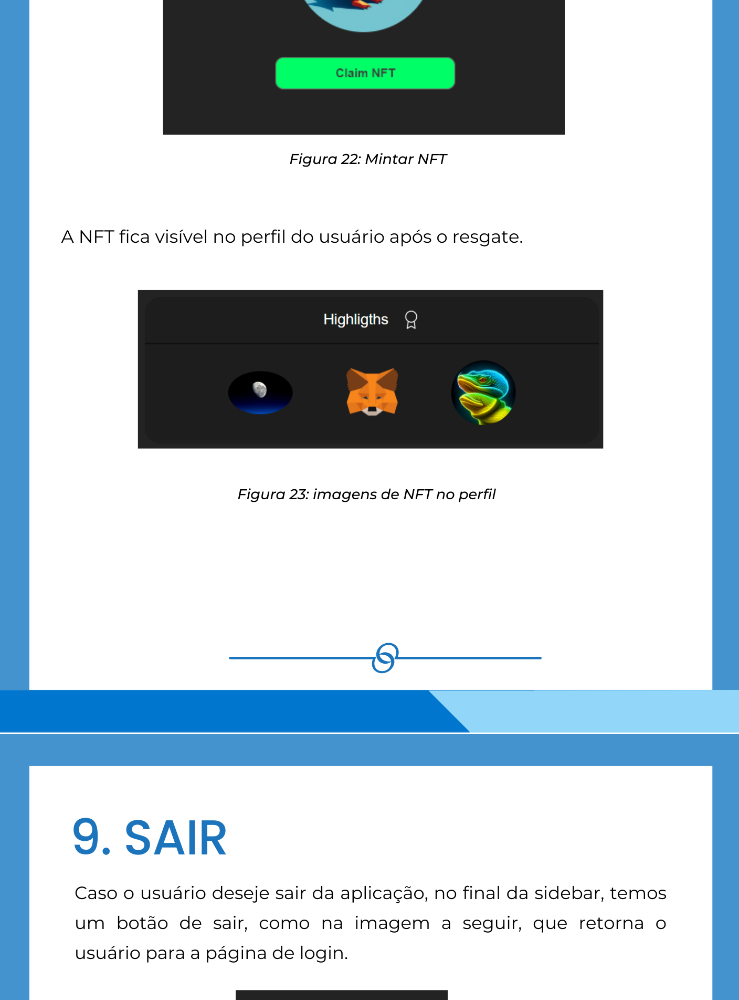 Claim NFT
Figura 22: Mintar NFT
A NFT fica visível no perfil do usuário após o resgate.
Highligths
Figura 23: imagens de NFT no perfil
9. SAIR
Caso o usuário deseje sair da aplicação, no final da sidebar, temos
um botão de sair, como na imagem a seguir, que retorna o
usuário para a página de login.